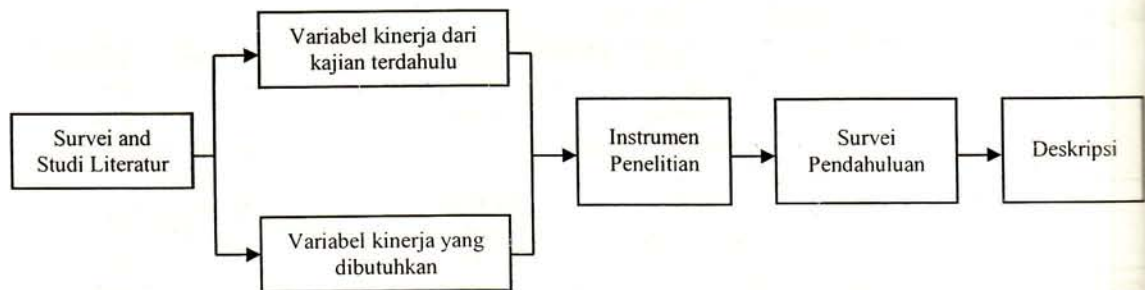 Variabel kinerja dari
kajian terdahulu
Survei and
Studi Literatur
Instrumen
Penelitian
Survei
Pendahuluan
Deskripsi
Variabel kinerja yang
dibutuhkan